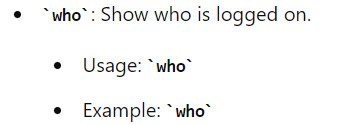 • `who`: Show who is logged on.
• Usage: `who`
• Example: `who`